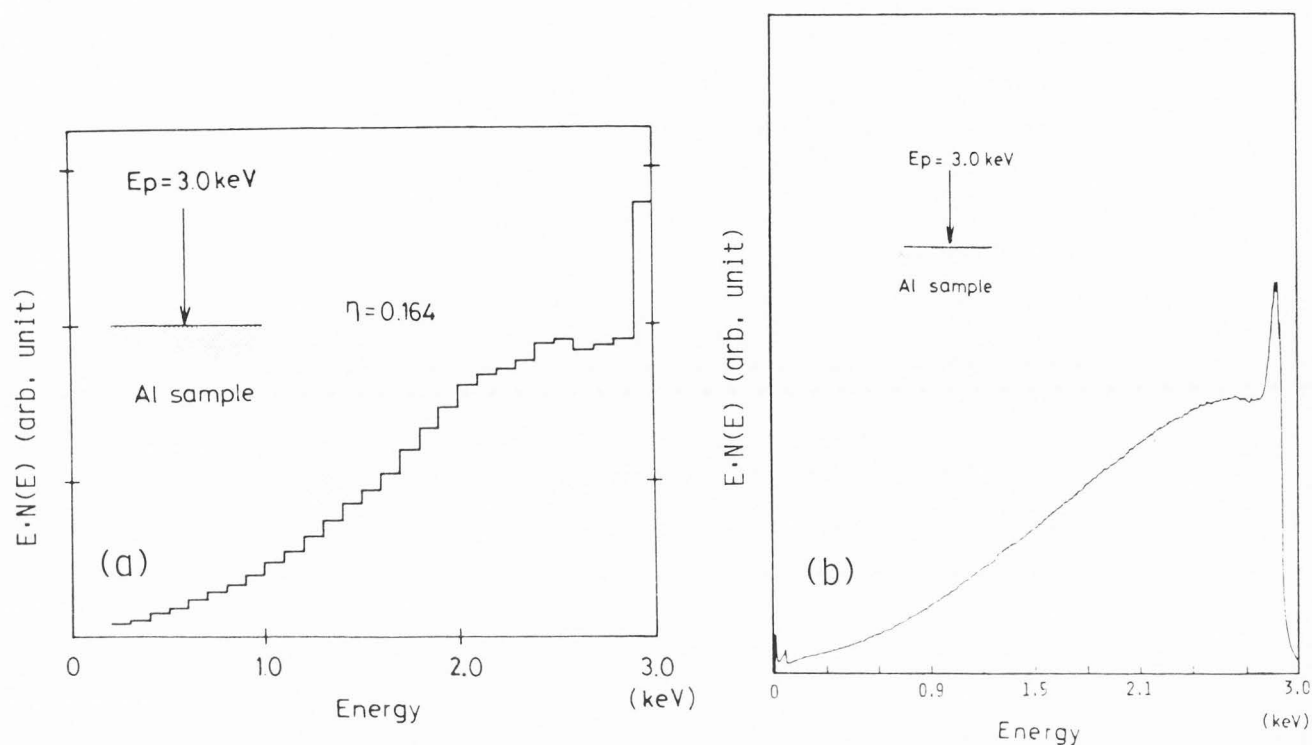 E·N(E) (arb. unit)
Ep=3.0keV
Al sample
η=0.164
(a)
0 1.0 2.0 3.0
(keV)
Energy
E·N(E) (arb. unit)
Ep= 3.0 keV
Al sample
(b)
0 0.9 1.5 2.1 3.0
(keV)
Energy